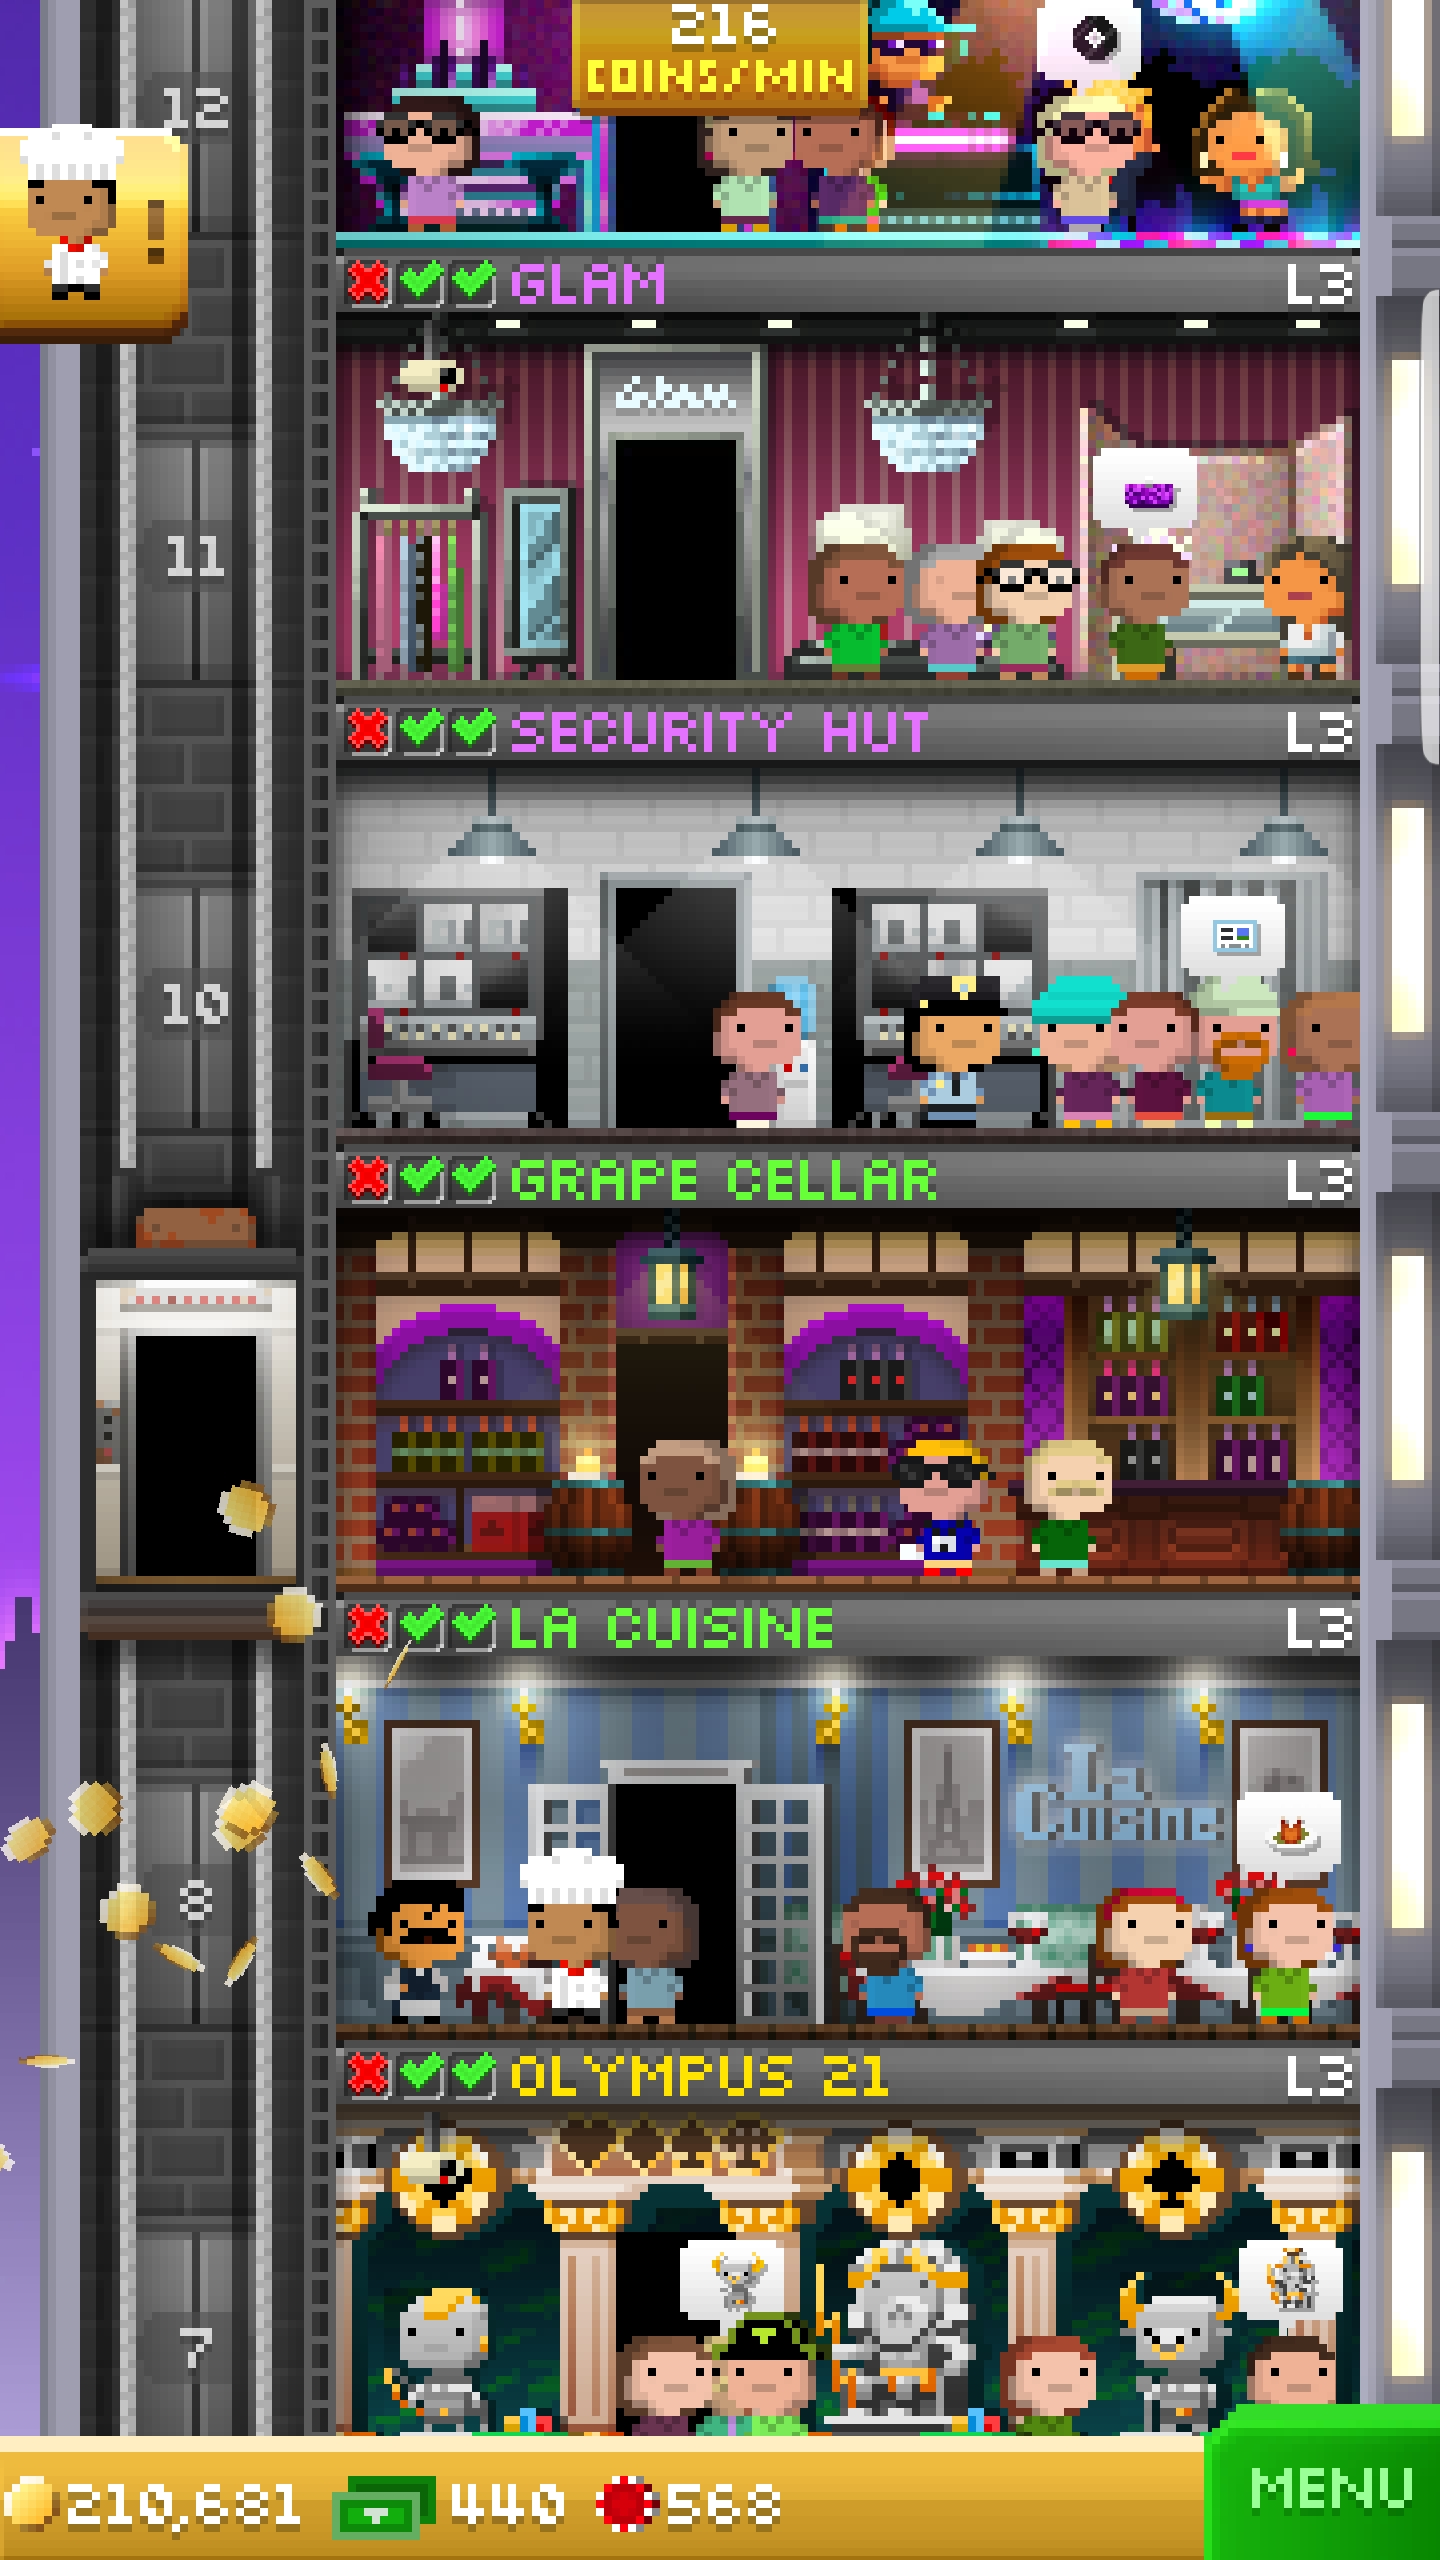 216
COINS/MIN
12
!
GLAM L3
Glam
11
SECURITY HUT L3
10
GRAPE CELLAR L3
LA CUISINE L3
La
Cuisine
8
OLYMPUS 21 L3
7
210,681 440 568
MENU